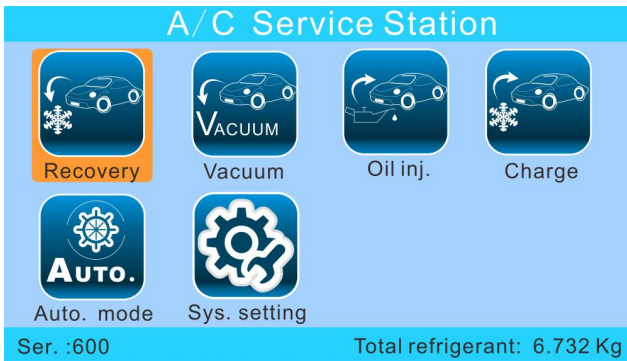 A/C Service Station
VACUUM
Recovery
Vacuum
Oil inj.
Charge
AUTO.
Auto. mode
Sys. setting
Ser. :600
Total refrigerant: 6.732 Kg